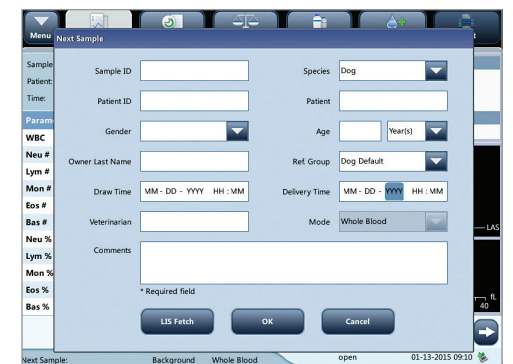 Menu
Next Sample
Sample
Patient:
Time:
Sample ID
Species Dog
Patient ID
Patient
Gender
Age Year(s)
Owner Last Name
Ref. Group Dog Default
Draw Time MM - DD - YYYY HH : MM
Delivery Time MM - DD - YYYY HH : MM
Veterinarian
Mode Whole Blood
Comments
* Required field
LIS Fetch OK Cancel
WBC
Neu #
Lym #
Mon #
Eos #
Bas #
Neu %
Lym %
Mon %
Eos %
Bas %
LAS
fL
40
Next Sample: Background Whole Blood open 01-13-2015 09:10